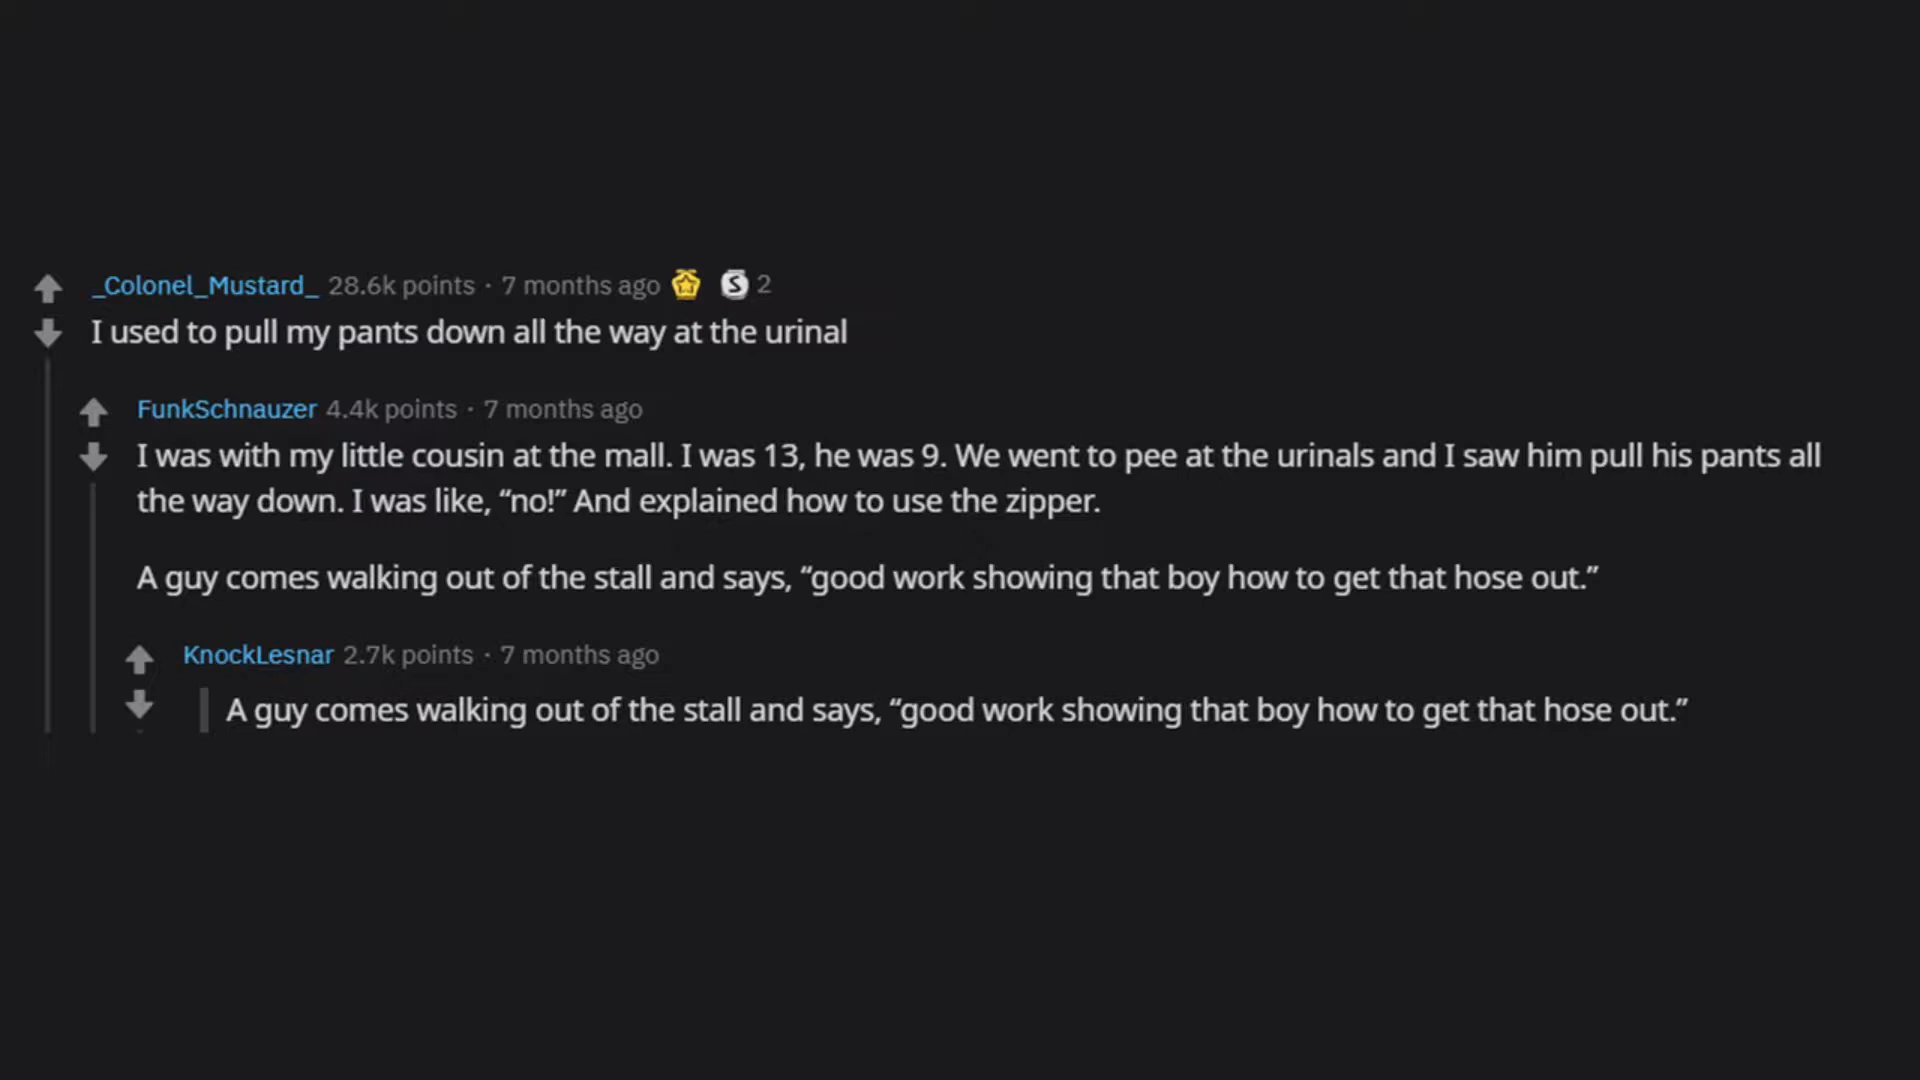 _Colonel_Mustard_ 28.6k points · 7 months ago S 2
I used to pull my pants down all the way at the urinal
FunkSchnauzer 4.4k points · 7 months ago
I was with my little cousin at the mall. I was 13, he was 9. We went to pee at the urinals and I saw him pull his pants all
the way down. I was like, “no!” And explained how to use the zipper.
A guy comes walking out of the stall and says, “good work showing that boy how to get that hose out.”
KnockLesnar 2.7k points · 7 months ago
A guy comes walking out of the stall and says, “good work showing that boy how to get that hose out.”